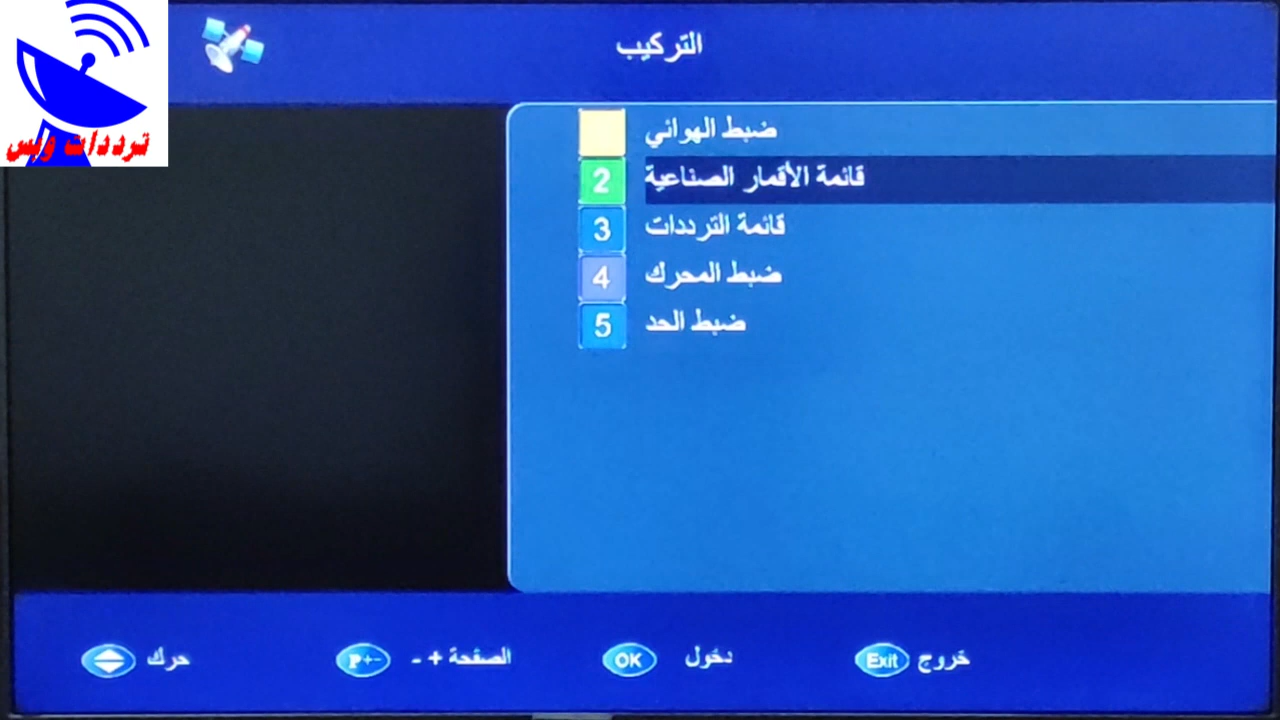 التركيب
ترددات ويس
ضبط الهوائي
2 قائمة الأقمار الصناعية
3 قائمة الترددات
4 ضبط المحرك
5 ضبط الحد
حرك
P+- الصفحة + -
OK دخول
Exit خروج